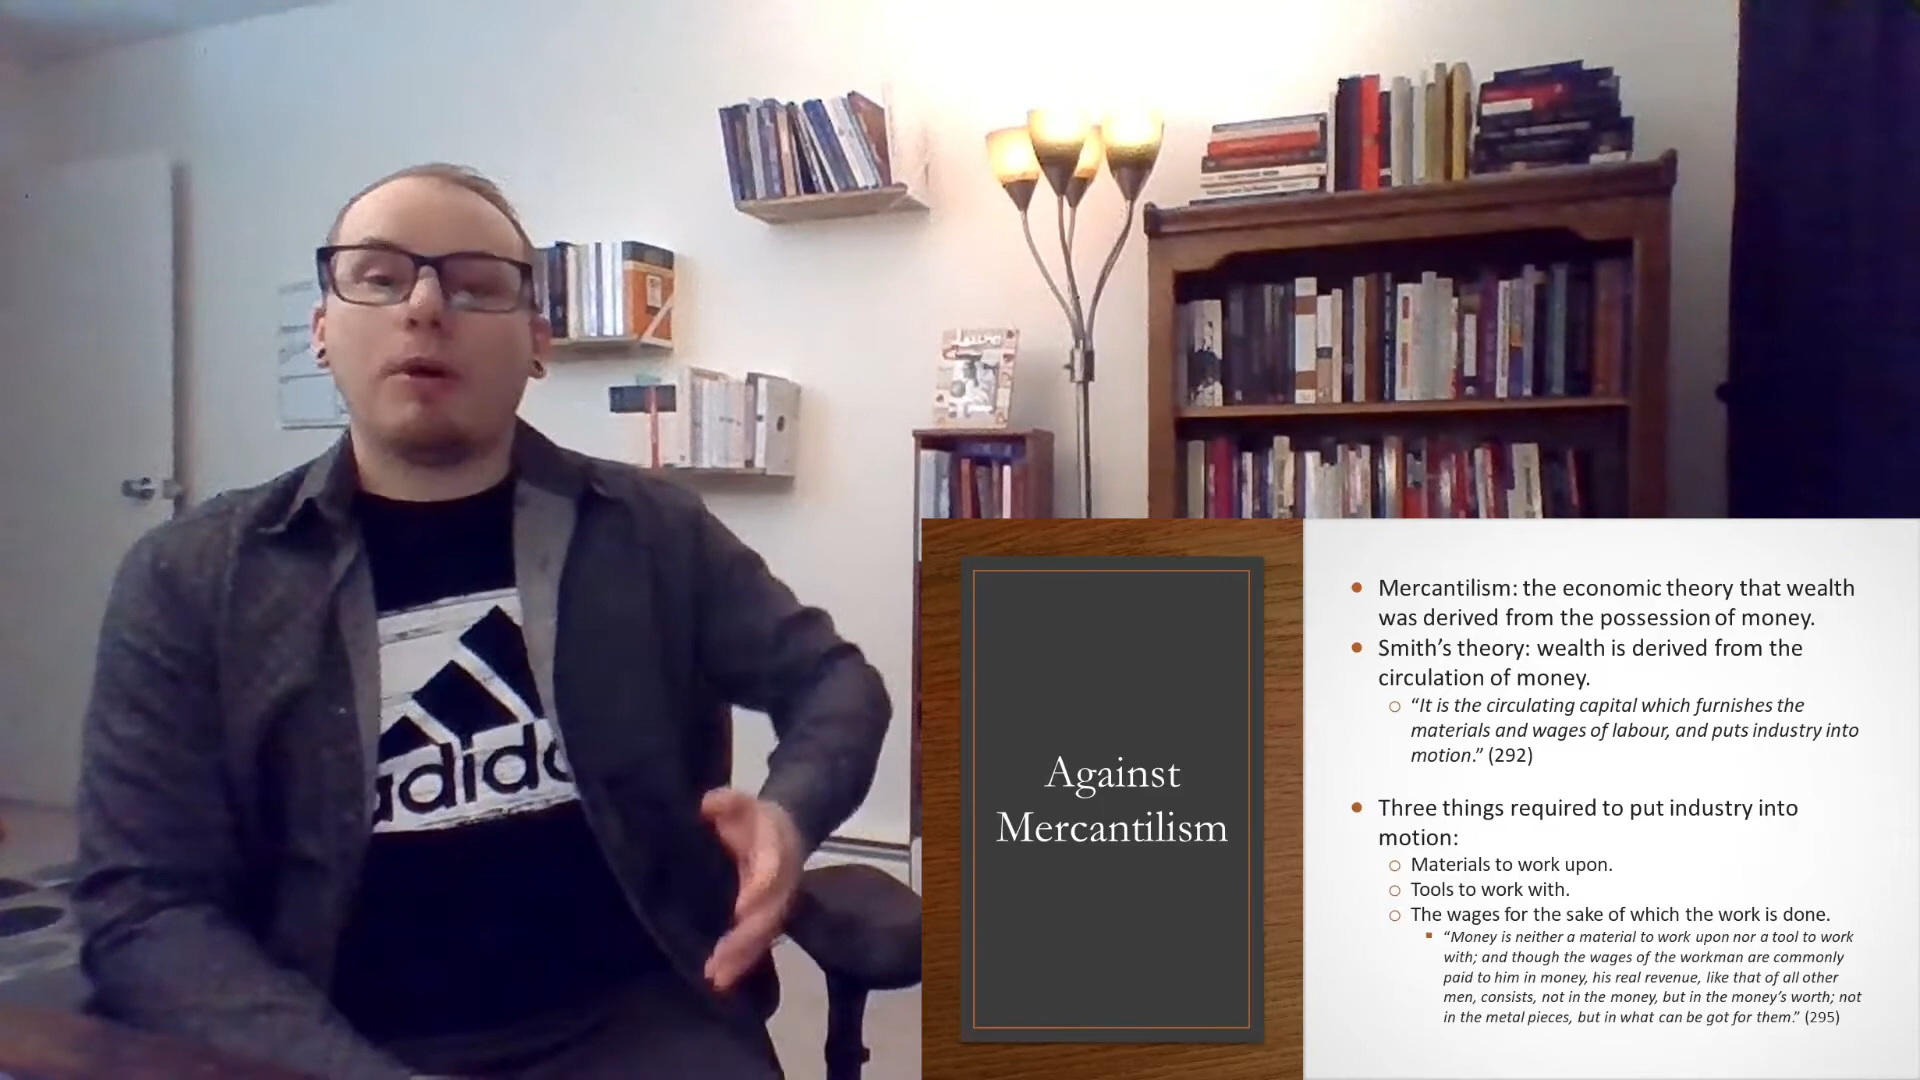 adidas
Against
Mercantilism
• Mercantilism: the economic theory that wealth
was derived from the possession of money.
• Smith’s theory: wealth is derived from the
circulation of money.
○ “It is the circulating capital which furnishes the
materials and wages of labour, and puts industry into
motion.” (292)
• Three things required to put industry into
motion:
○ Materials to work upon.
○ Tools to work with.
○ The wages for the sake of which the work is done.
▪ “Money is neither a material to work upon nor a tool to work
with; and though the wages of the workman are commonly
paid to him in money, his real revenue, like that of all other
men, consists, not in the money, but in the money’s worth; not
in the metal pieces, but in what can be got for them.” (295)